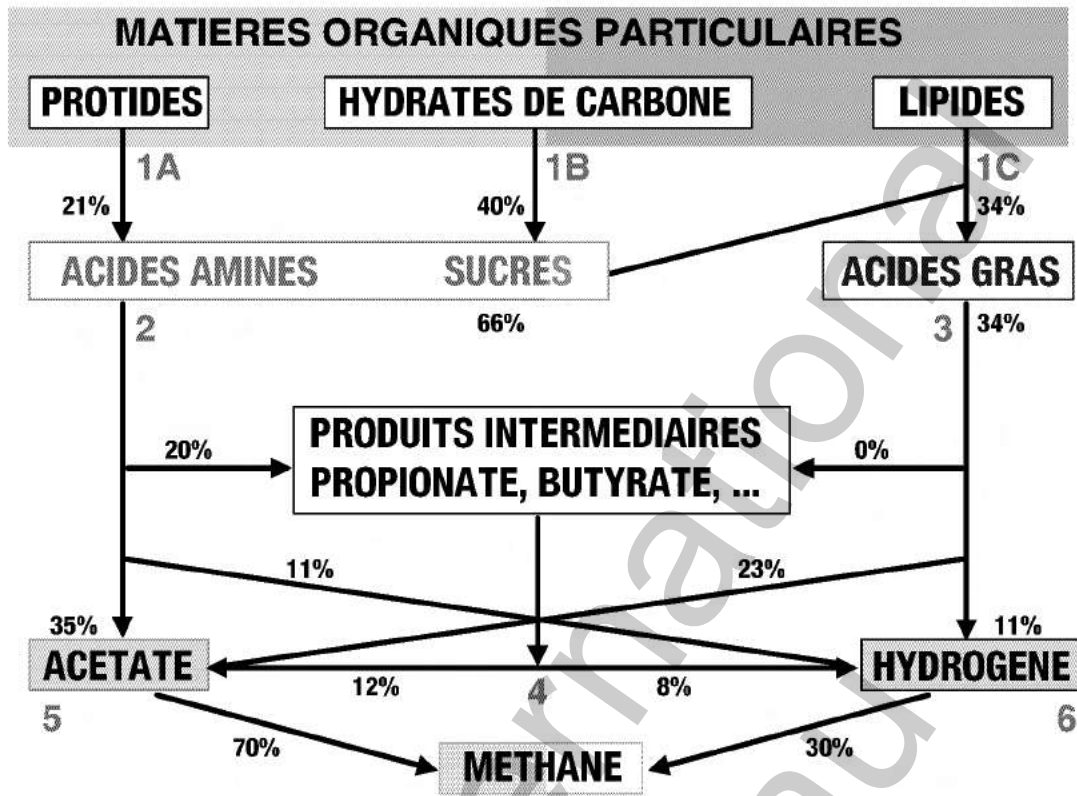 MATIERES ORGANIQUES PARTICULAIRES
PROTIDES
HYDRATES DE CARBONE
LIPIDES
1A
1B
1C
21%
40%
34%
ACIDES AMINES
SUCRES
ACIDES GRAS
2
66%
3
34%
PRODUITS INTERMEDIAIRES
PROPIONATE, BUTYRATE, ...
20%
0%
11%
23%
35%
11%
ACETATE
HYDROGENE
12%
4
8%
5
6
70%
30%
METHANE